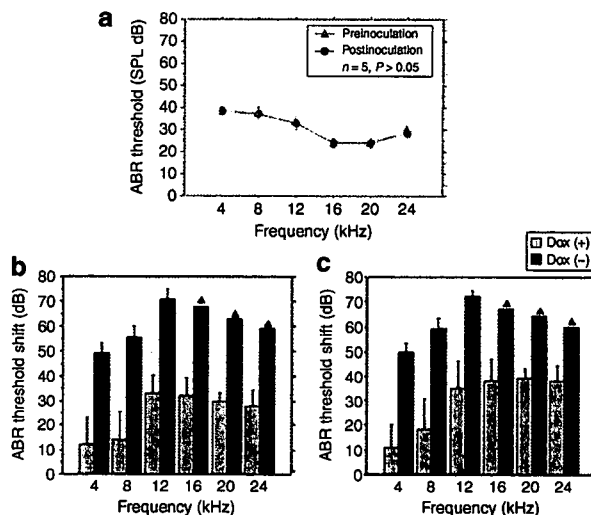 a
ABR threshold (SPL dB)
80
70
60
50
40
30
20
10
0
Preinoculation
Postinoculation
n = 5, P > 0.05
4 8 12 16 20 24
Frequency (kHz)
Dox (+)
Dox (−)
b
ABR threshold shift (dB)
80
70
60
50
40
30
20
10
0
4 8 12 16 20 24
Frequency (kHz)
c
ABR threshold shift (dB)
80
70
60
50
40
30
20
10
0
4 8 12 16 20 24
Frequency (kHz)